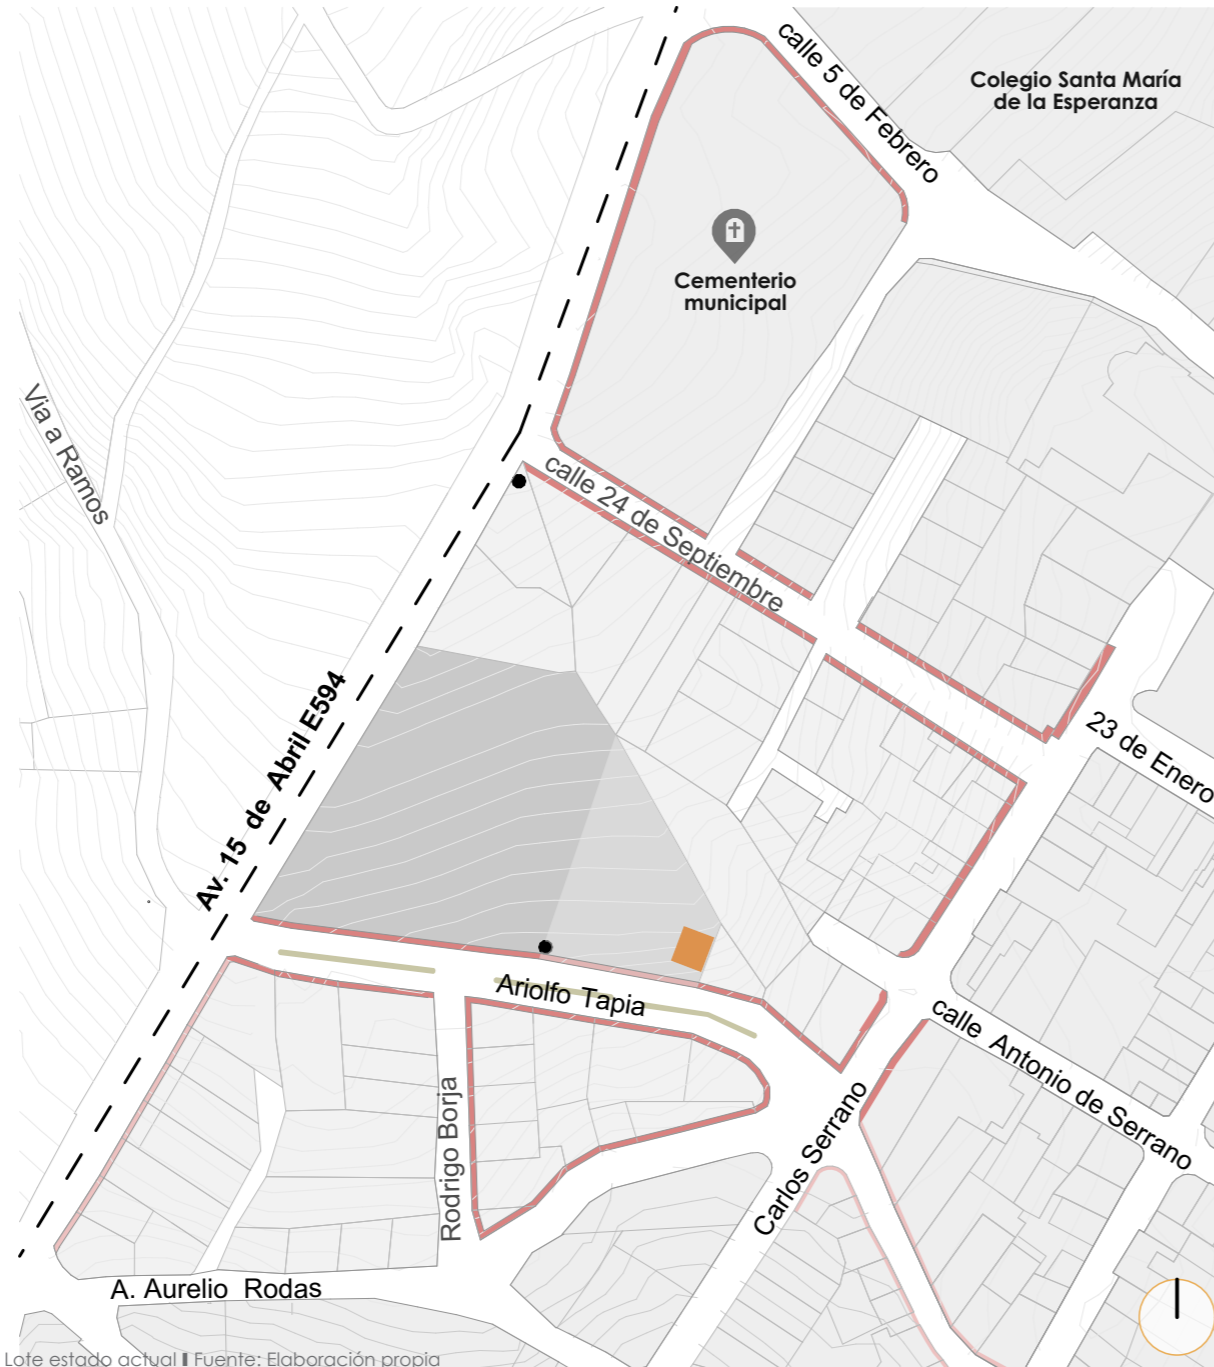 calle 5 de Febrero
Colegio Santa María
de la Esperanza
Cementerio
municipal
Via a Ramos
calle 24 de Septiembre
Av. 15 de Abril E594
23 de Enero
Ariolfo Tapia
calle Antonio de Serrano
Rodrigo Borja
Carlos Serrano
A. Aurelio Rodas
Lote estado actual ▮ Fuente: Elaboración propia